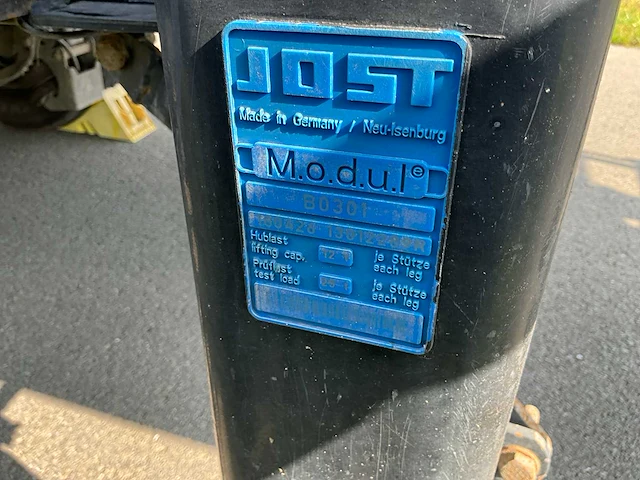 JOST
Made in Germany / Neu-Isenburg
M.o.d.u.l®
B0301
Hublast
lifting cap.
12 t
je Stütze
each leg
Prüflast
test load
je Stütze
each leg